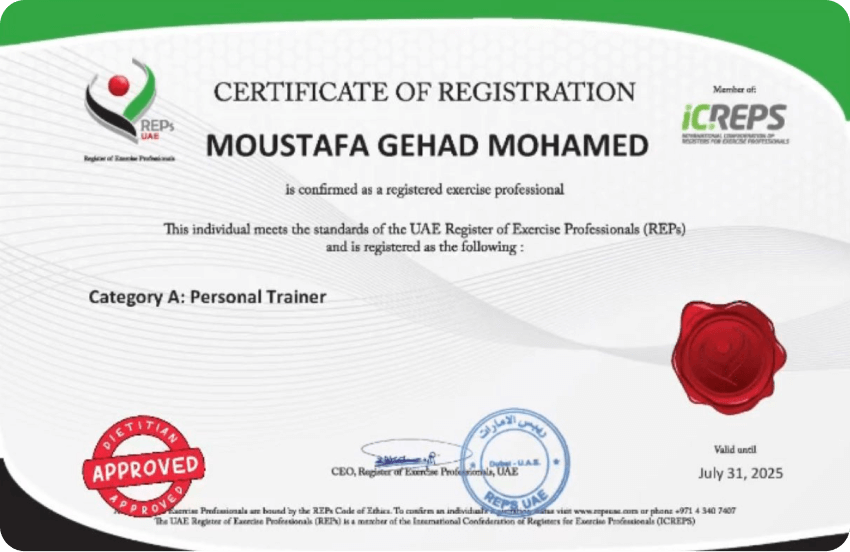 CERTIFICATE OF REGISTRATION
Member of:
iCREPS
INTERNATIONAL CONFEDERATION OF
REGISTERS FOR EXERCISE PROFESSIONALS
REPs
UAE
Register of Exercise Professionals
MOUSTAFA GEHAD MOHAMED
is confirmed as a registered exercise professional
This individual meets the standards of the UAE Register of Exercise Professionals (REPs)
and is registered as the following :
Category A: Personal Trainer
DIETITIAN
APPROVED
APPROVED
ريبس الامارات
Dubai - U.A.E.
REPS UAE
CEO, Register of Exercise Professionals, UAE
Valid until
July 31, 2025
Exercise Professionals are bound by the REPs Code of Ethics. To confirm an individuals status visit www.repsuae.com or phone +971 4 340 7407
The UAE Register of Exercise Professionals (REPs) is a member of the International Confederation of Registers for Exercise Professionals (ICREPS)